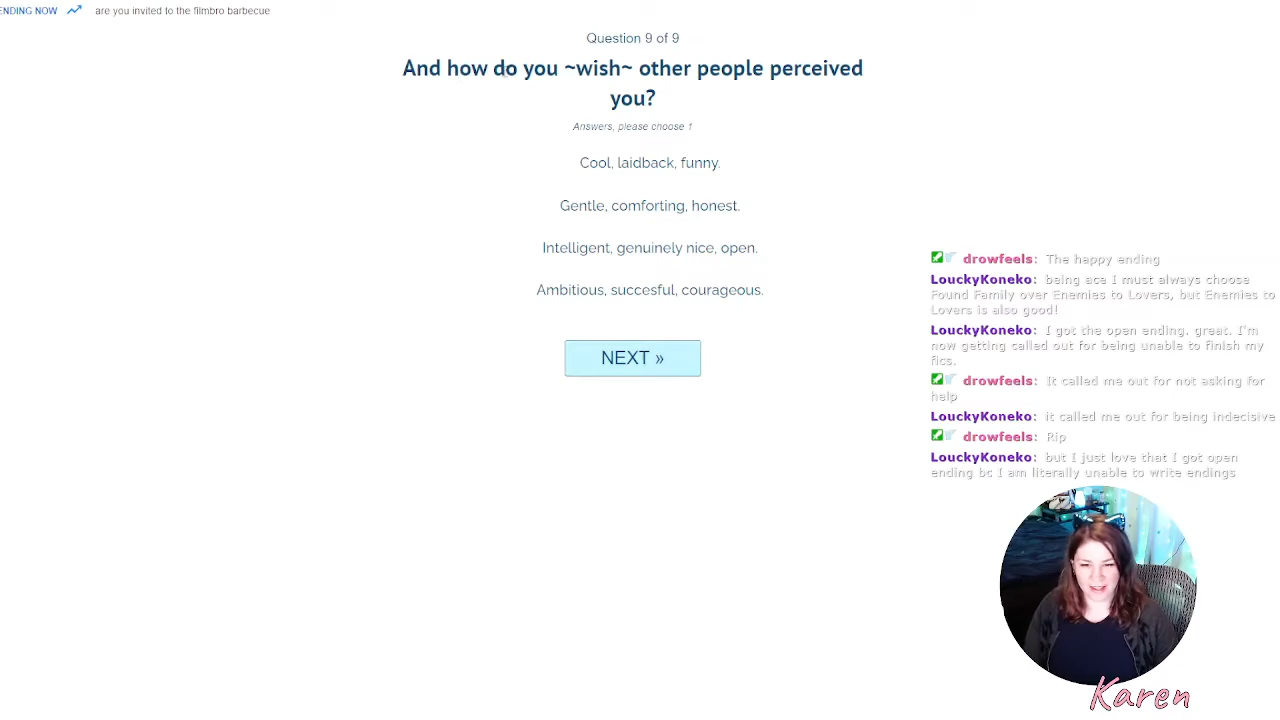 ENDING NOW are you invited to the filmbro barbecue
Question 9 of 9
And how do you ~wish~ other people perceived
you?
Answers, please choose 1
Cool, laidback, funny.
Gentle, comforting, honest.
Intelligent, genuinely nice, open.
Ambitious, succesful, courageous.
NEXT »
drowfeels: The happy ending
LouckyKoneko: being ace I must always choose
Found Family over Enemies to Lovers, but Enemies to
Lovers is also good!
LouckyKoneko: I got the open ending, great. I'm
now getting called out for being unable to finish my
fics.
drowfeels: It called me out for not asking for
help
LouckyKoneko: it called me out for being indecisive
drowfeels: Rip
LouckyKoneko: but I just love that I got open
ending bc I am literally unable to write endings
Karen